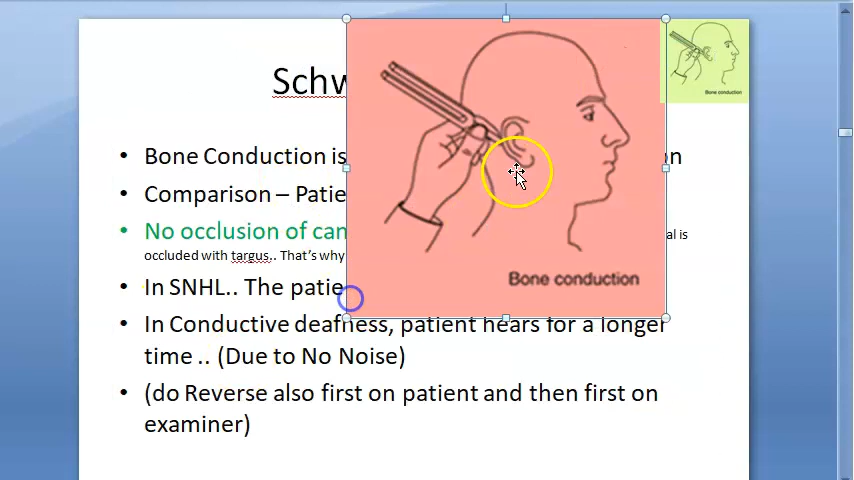 Schw
Bone conduction
• Bone Conduction is on
• Comparison – Patie
• No occlusion of can al is
occluded with targus.. That's why
Bone conduction
• In SNHL.. The patie
• In Conductive deafness, patient hears for a longer
time .. (Due to No Noise)
• (do Reverse also first on patient and then first on
examiner)